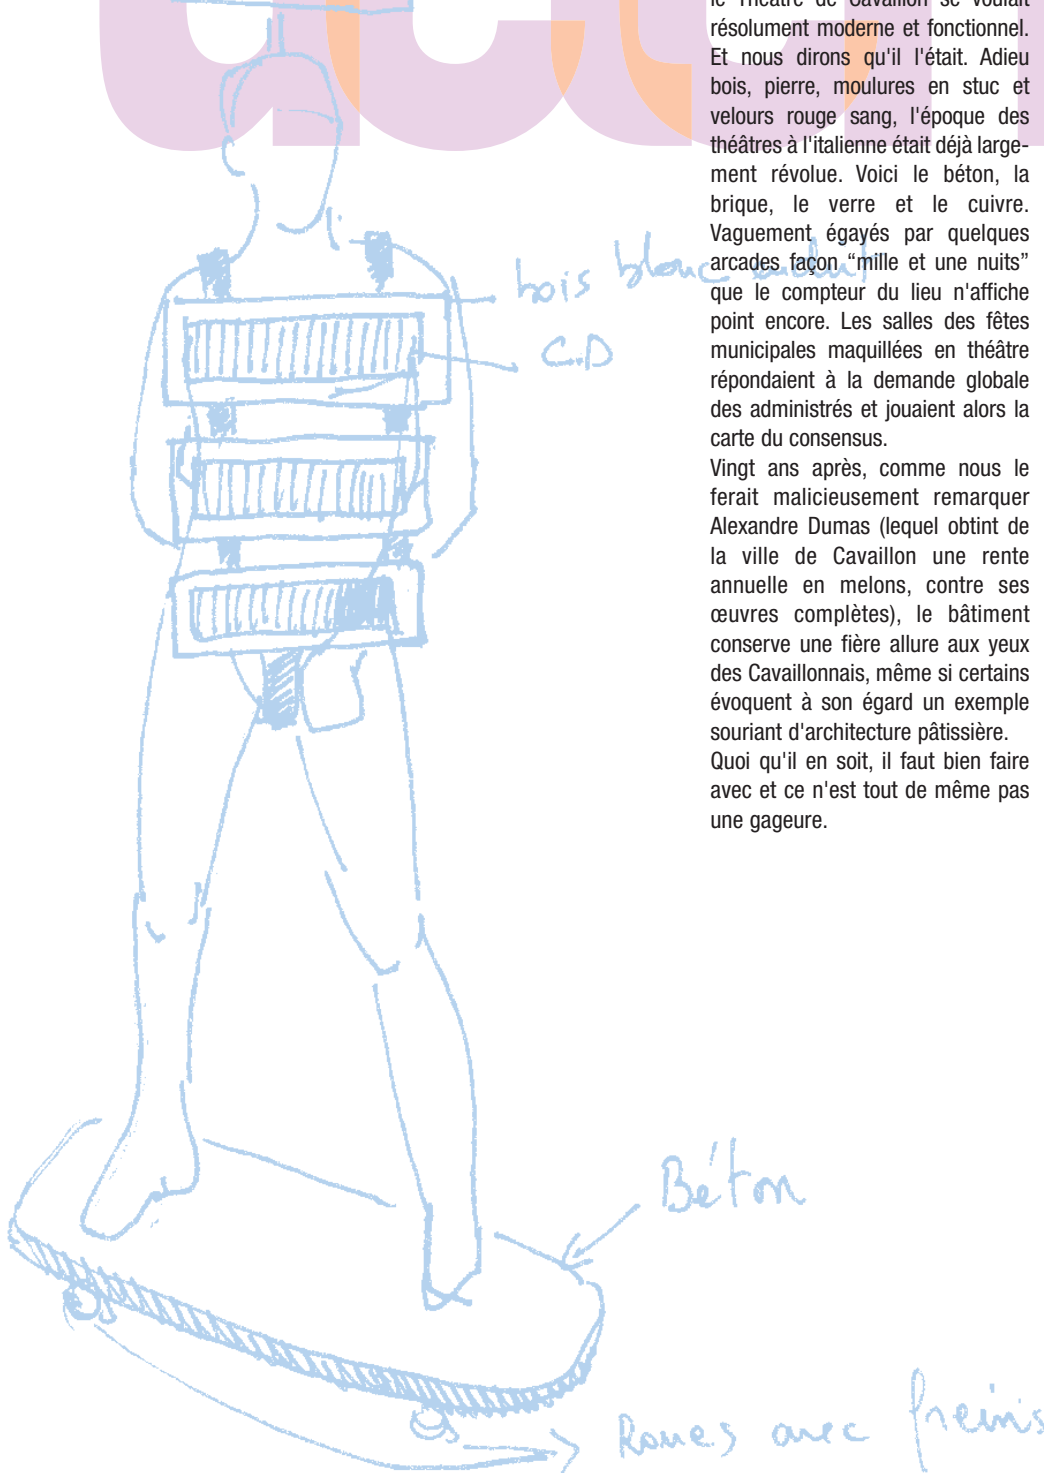 le Théâtre de Cavaillon se voulait
résolument moderne et fonctionnel.
Et nous dirons qu'il l'était. Adieu
bois, pierre, moulures en stuc et
velours rouge sang, l'époque des
théâtres à l'italienne était déjà large-
ment révolue. Voici le béton, la
brique, le verre et le cuivre.
Vaguement égayés par quelques
arcades façon “mille et une nuits”
que le compteur du lieu n'affiche
point encore. Les salles des fêtes
municipales maquillées en théâtre
répondaient à la demande globale
des administrés et jouaient alors la
carte du consensus.
Vingt ans après, comme nous le
ferait malicieusement remarquer
Alexandre Dumas (lequel obtint de
la ville de Cavaillon une rente
annuelle en melons, contre ses
œuvres complètes), le bâtiment
conserve une fière allure aux yeux
des Cavaillonnais, même si certains
évoquent à son égard un exemple
souriant d'architecture pâtissière.
Quoi qu'il en soit, il faut bien faire
avec et ce n'est tout de même pas
une gageure.
bois blanc enduit
C.D
Béton
Roues avec freins